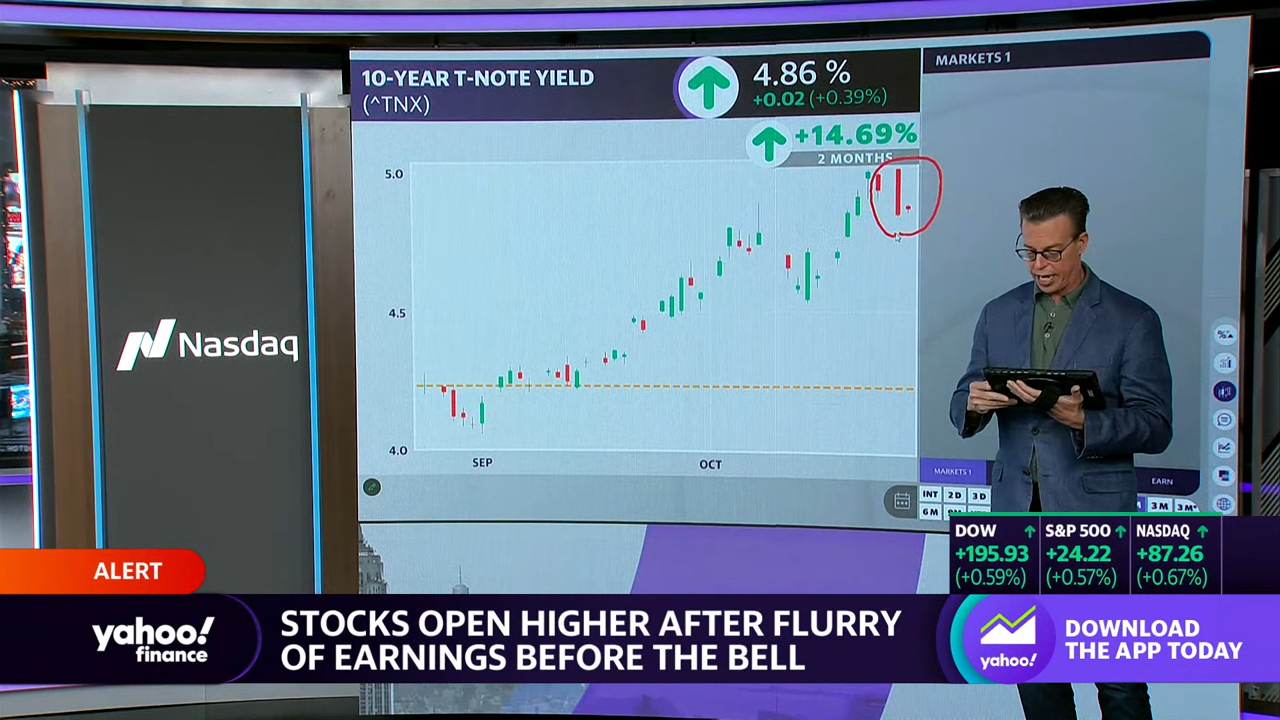 10-YEAR T-NOTE YIELD
(^TNX)
4.86 %
+0.02 (+0.39%)
MARKETS 1
+14.69%
2 MONTHS
5.0
4.5
4.0
SEP
OCT
Nasdaq
MARKETS 1
EARN
INT 2D 3D
6M
3M 3M*
DOW
+195.93
(+0.59%)
S&P 500
+24.22
(+0.57%)
NASDAQ
+87.26
(+0.67%)
ALERT
yahoo!
finance
STOCKS OPEN HIGHER AFTER FLURRY
OF EARNINGS BEFORE THE BELL
yahoo!
DOWNLOAD
THE APP TODAY